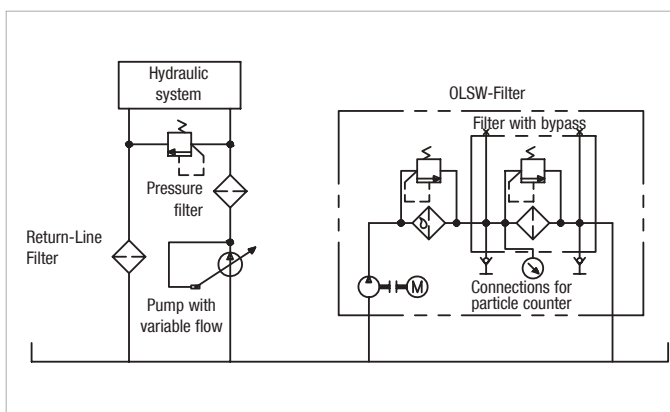 Hydraulic
system
Pressure
filter
Return-Line
Filter
Pump with
variable flow
OLSW-Filter
Filter with bypass
M
Connections for
particle counter